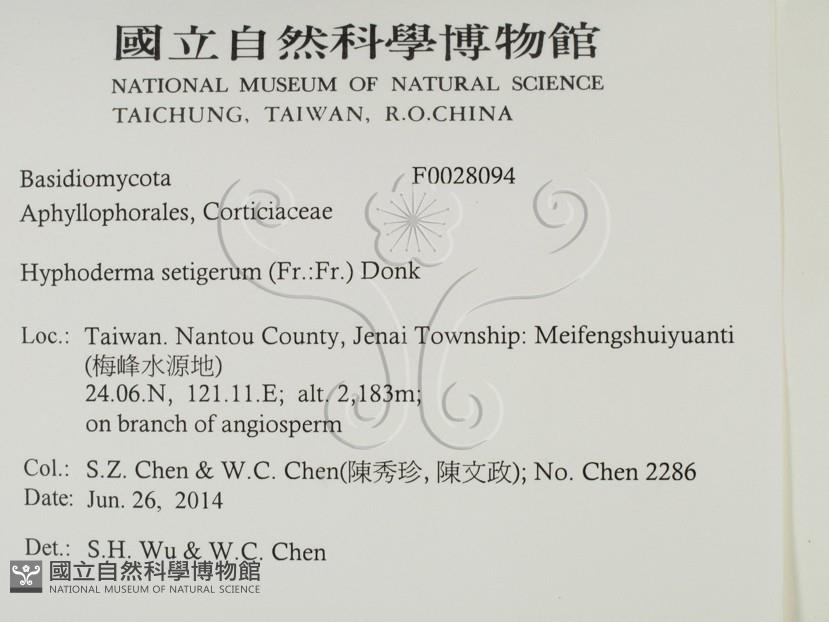 國立自然科學博物館
NATIONAL MUSEUM OF NATURAL SCIENCE
TAICHUNG, TAIWAN, R.O.CHINA
Basidiomycota F0028094
Aphyllophorales, Corticiaceae
Hyphoderma setigerum (Fr.:Fr.) Donk
Loc.: Taiwan. Nantou County, Jenai Township: Meifengshuiyuanti
(梅峰水源地)
24.06.N, 121.11.E; alt. 2,183m;
on branch of angiosperm
Col.: S.Z. Chen & W.C. Chen(陳秀珍, 陳文政); No. Chen 2286
Date: Jun. 26, 2014
Det.: S.H. Wu & W.C. Chen
國立自然科學博物館
NATIONAL MUSEUM OF NATURAL SCIENCE